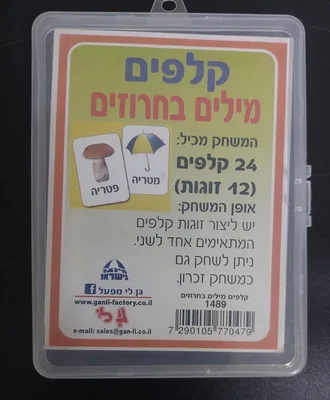 קלפים
מילים בחרוזים
המשחק מכיל:
24 קלפים
(12 זוגות)
פטריה
מטריה
אופן המשחק:
יש ליצור זוגות קלפים
המתאימים אחד לשני.
ניתן לשחק גם
כמשחק זכרון.
גן לי מפעל
www.ganli-factory.co.il
גן לי
e-mail: sales@gan-li.co.il
קלפים מילים בחרוזים
1489
7 290105 770479